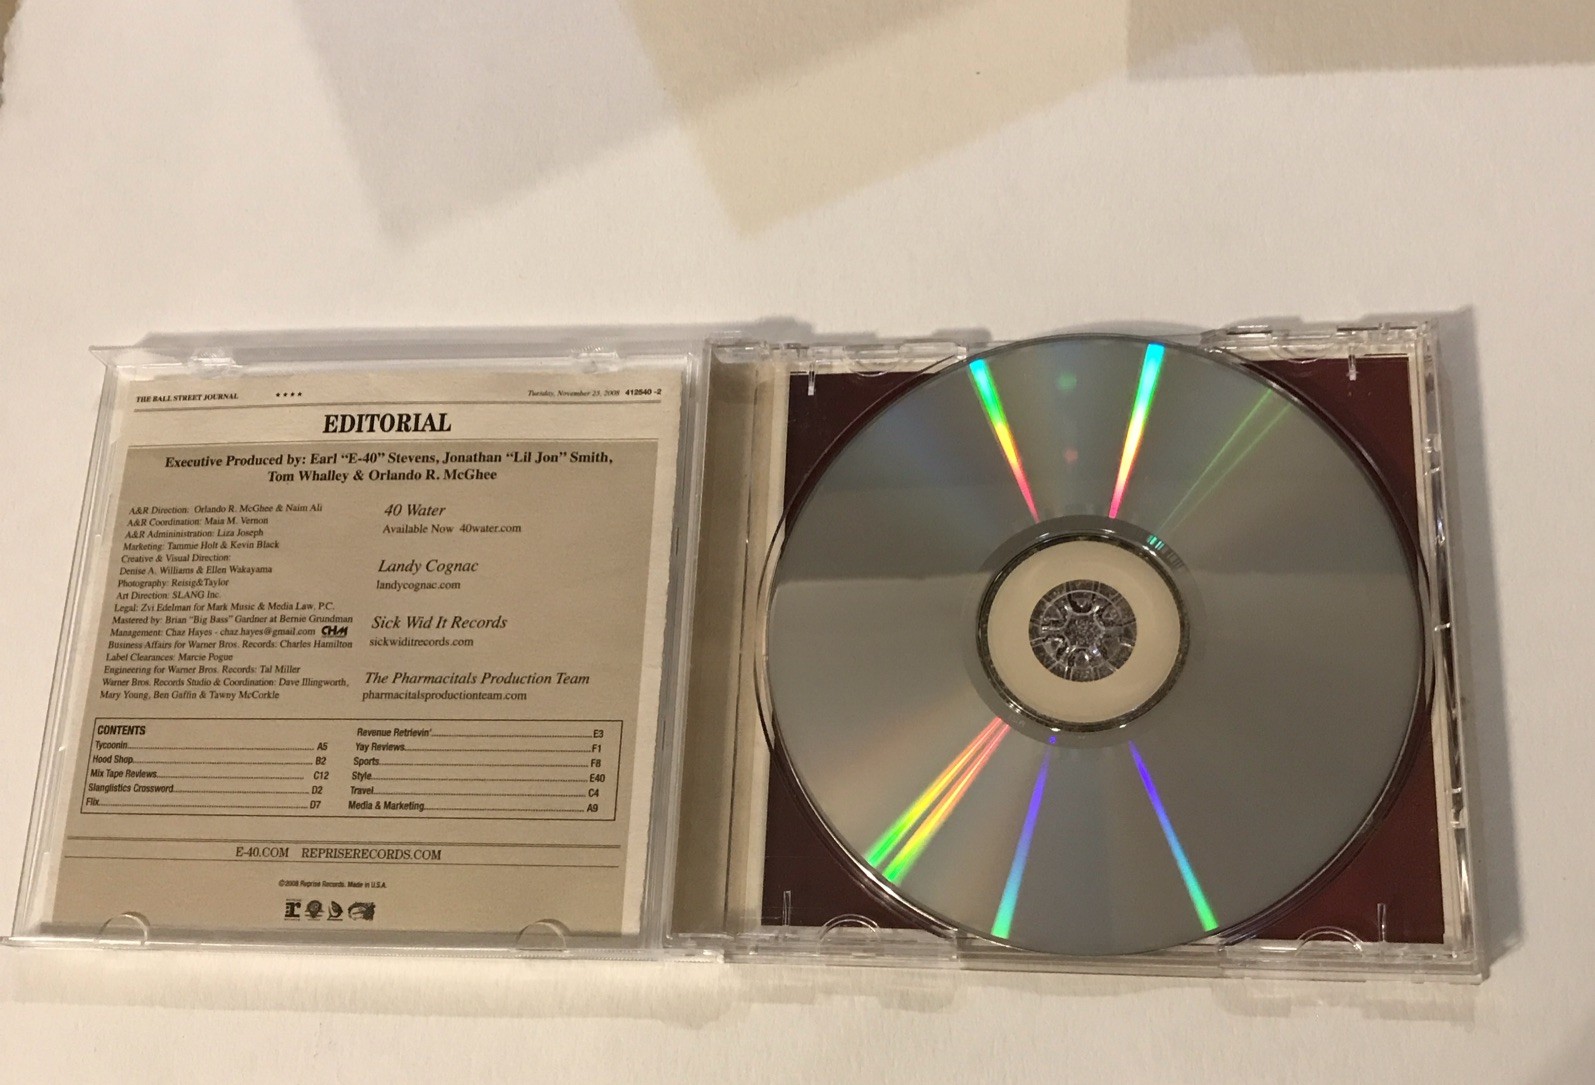 THE BALL STREET JOURNAL ★★★★ Tuesday, November 23, 2008 412640-2
EDITORIAL
Executive Produced by: Earl “E-40” Stevens, Jonathan “Lil Jon” Smith,
Tom Whalley & Orlando R. McGhee
A&R Direction: Orlando R. McGhee & Naim Ali
A&R Coordination: Maia M. Vernon
A&R Admininistration: Liza Joseph
Marketing: Tammie Holt & Kevin Black
Creative & Visual Direction:
Denise A. Williams & Ellen Wakayama
Photography: Reisig&Taylor
Art Direction: SLANG Inc.
Legal: Zvi Edelman for Mark Music & Media Law, P.C.
Mastered by: Brian “Big Bass” Gardner at Bernie Grundman
Management: Chaz Hayes - chaz.hayes@gmail.com CHM
Business Affairs for Warner Bros. Records: Charles Hamilton
Label Clearances: Marcie Pogue
Engineering for Warner Bros. Records: Tal Miller
Warner Bros. Records Studio & Coordination: Dave Illingworth,
Mary Young, Ben Gaffin & Tawny McCorkle
40 Water
Available Now 40water.com
Landy Cognac
landycognac.com
Sick Wid It Records
sickwiditrecords.com
The Pharmacitals Production Team
pharmacitalsproductionteam.com
CONTENTS
Tycoonin A5
Hood Shop B2
Mix Tape Reviews C12
Slanglistics Crossword D2
Flix D7
Revenue Retrievin' E3
Yay Reviews F1
Sports F8
Style E40
Travel C4
Media & Marketing A9
E-40.COM REPRISERECORDS.COM
©2008 Reprise Records. Made in U.S.A.